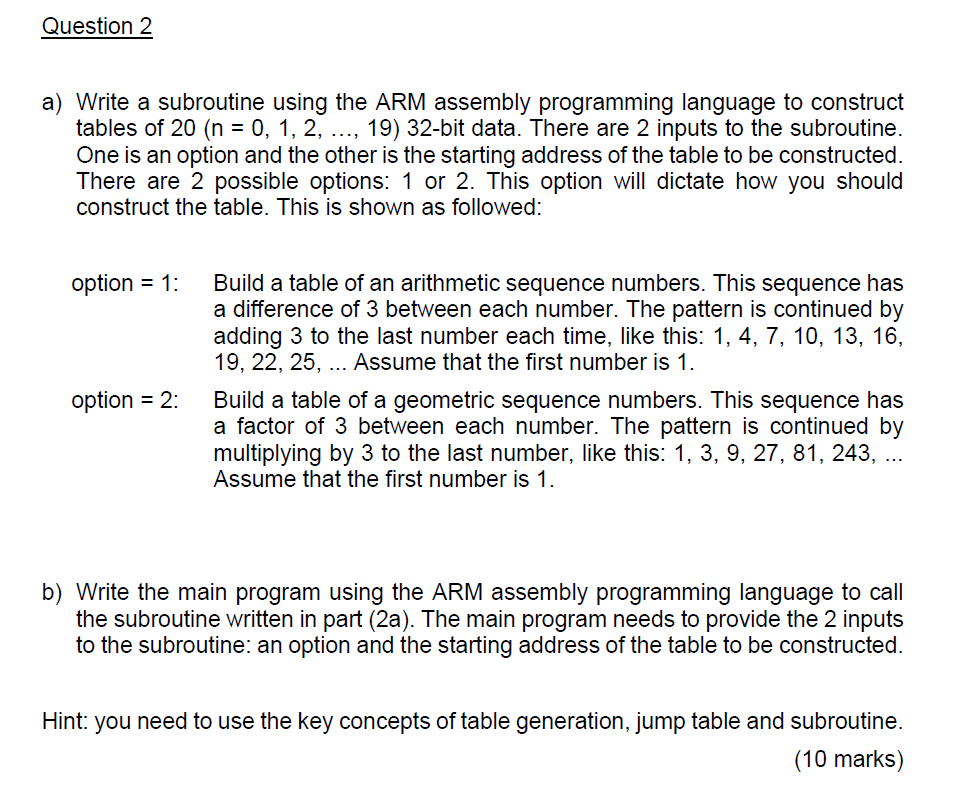 Question 2
a) Write a subroutine using the ARM assembly programming language to construct
tables of 20 (n = 0, 1, 2, ..., 19) 32-bit data. There are 2 inputs to the subroutine.
One is an option and the other is the starting address of the table to be constructed.
There are 2 possible options: 1 or 2. This option will dictate how you should
construct the table. This is shown as followed:
option = 1: Build a table of an arithmetic sequence numbers. This sequence has
a difference of 3 between each number. The pattern is continued by
adding 3 to the last number each time, like this: 1, 4, 7, 10, 13, 16,
19, 22, 25, ... Assume that the first number is 1.
option = 2: Build a table of a geometric sequence numbers. This sequence has
a factor of 3 between each number. The pattern is continued by
multiplying by 3 to the last number, like this: 1, 3, 9, 27, 81, 243, ...
Assume that the first number is 1.
b) Write the main program using the ARM assembly programming language to call
the subroutine written in part (2a). The main program needs to provide the 2 inputs
to the subroutine: an option and the starting address of the table to be constructed.
Hint: you need to use the key concepts of table generation, jump table and subroutine.
(10 marks)